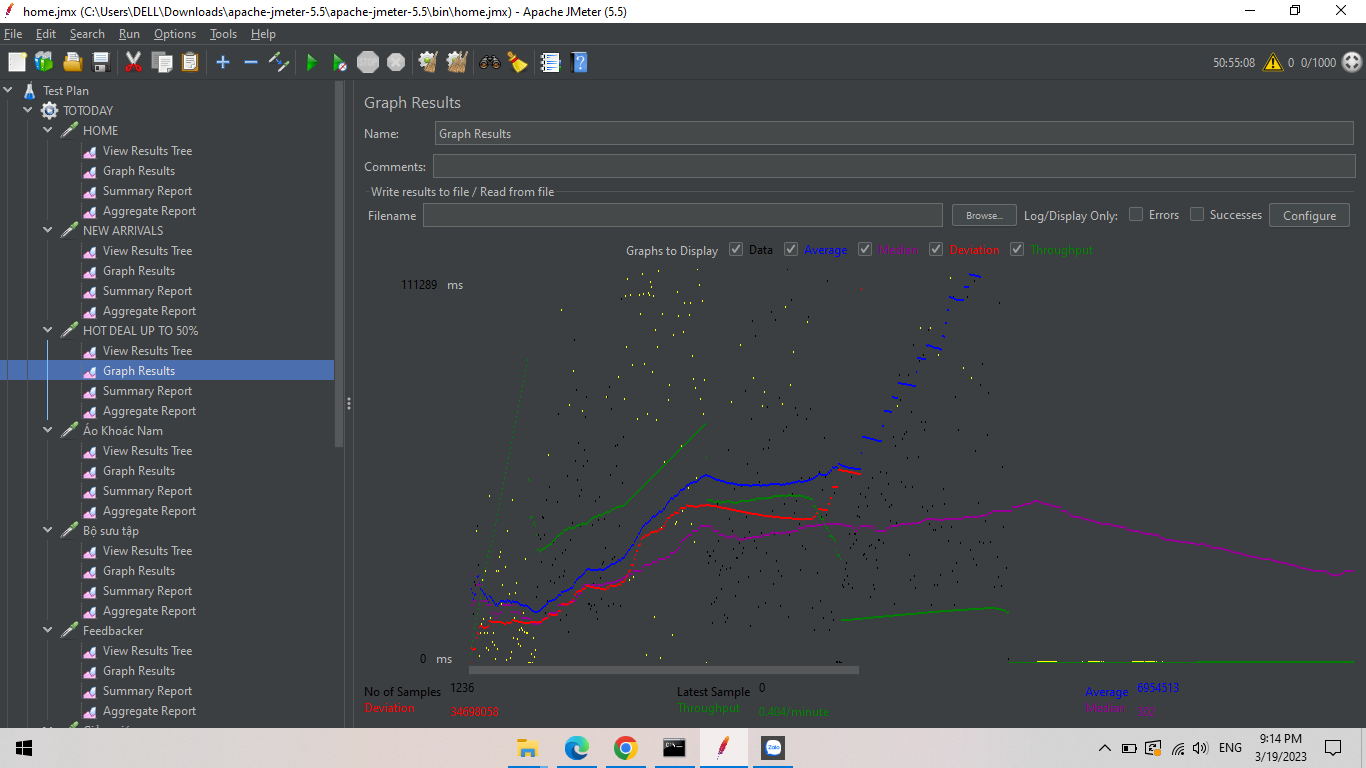 home.jmx (C:\Users\DELL\Downloads\apache-jmeter-5.5\apache-jmeter-5.5\bin\home.jmx) - Apache JMeter (5.5)
File Edit Search Run Options Tools Help
STOP 50:55:08 0 0/1000
Test Plan
TOTODAY
HOME
View Results Tree
Graph Results
Summary Report
Aggregate Report
NEW ARRIVALS
View Results Tree
Graph Results
Summary Report
Aggregate Report
HOT DEAL UP TO 50%
View Results Tree
Graph Results
Summary Report
Aggregate Report
Áo Khoác Nam
View Results Tree
Graph Results
Summary Report
Aggregate Report
Bộ sưu tập
View Results Tree
Graph Results
Summary Report
Aggregate Report
Feedbacker
View Results Tree
Graph Results
Summary Report
Aggregate Report
Graph Results
Name: Graph Results
Comments:
Write results to file / Read from file
Filename Browse... Log/Display Only: Errors Successes Configure
Graphs to Display Data Average Median Deviation Throughput
111289 ms
0 ms
No of Samples 1236 Latest Sample 0 Average 6954513
Deviation 34698058 Throughput 0.404/minute Median
Zalo ENG 9:14 PM
3/19/2023